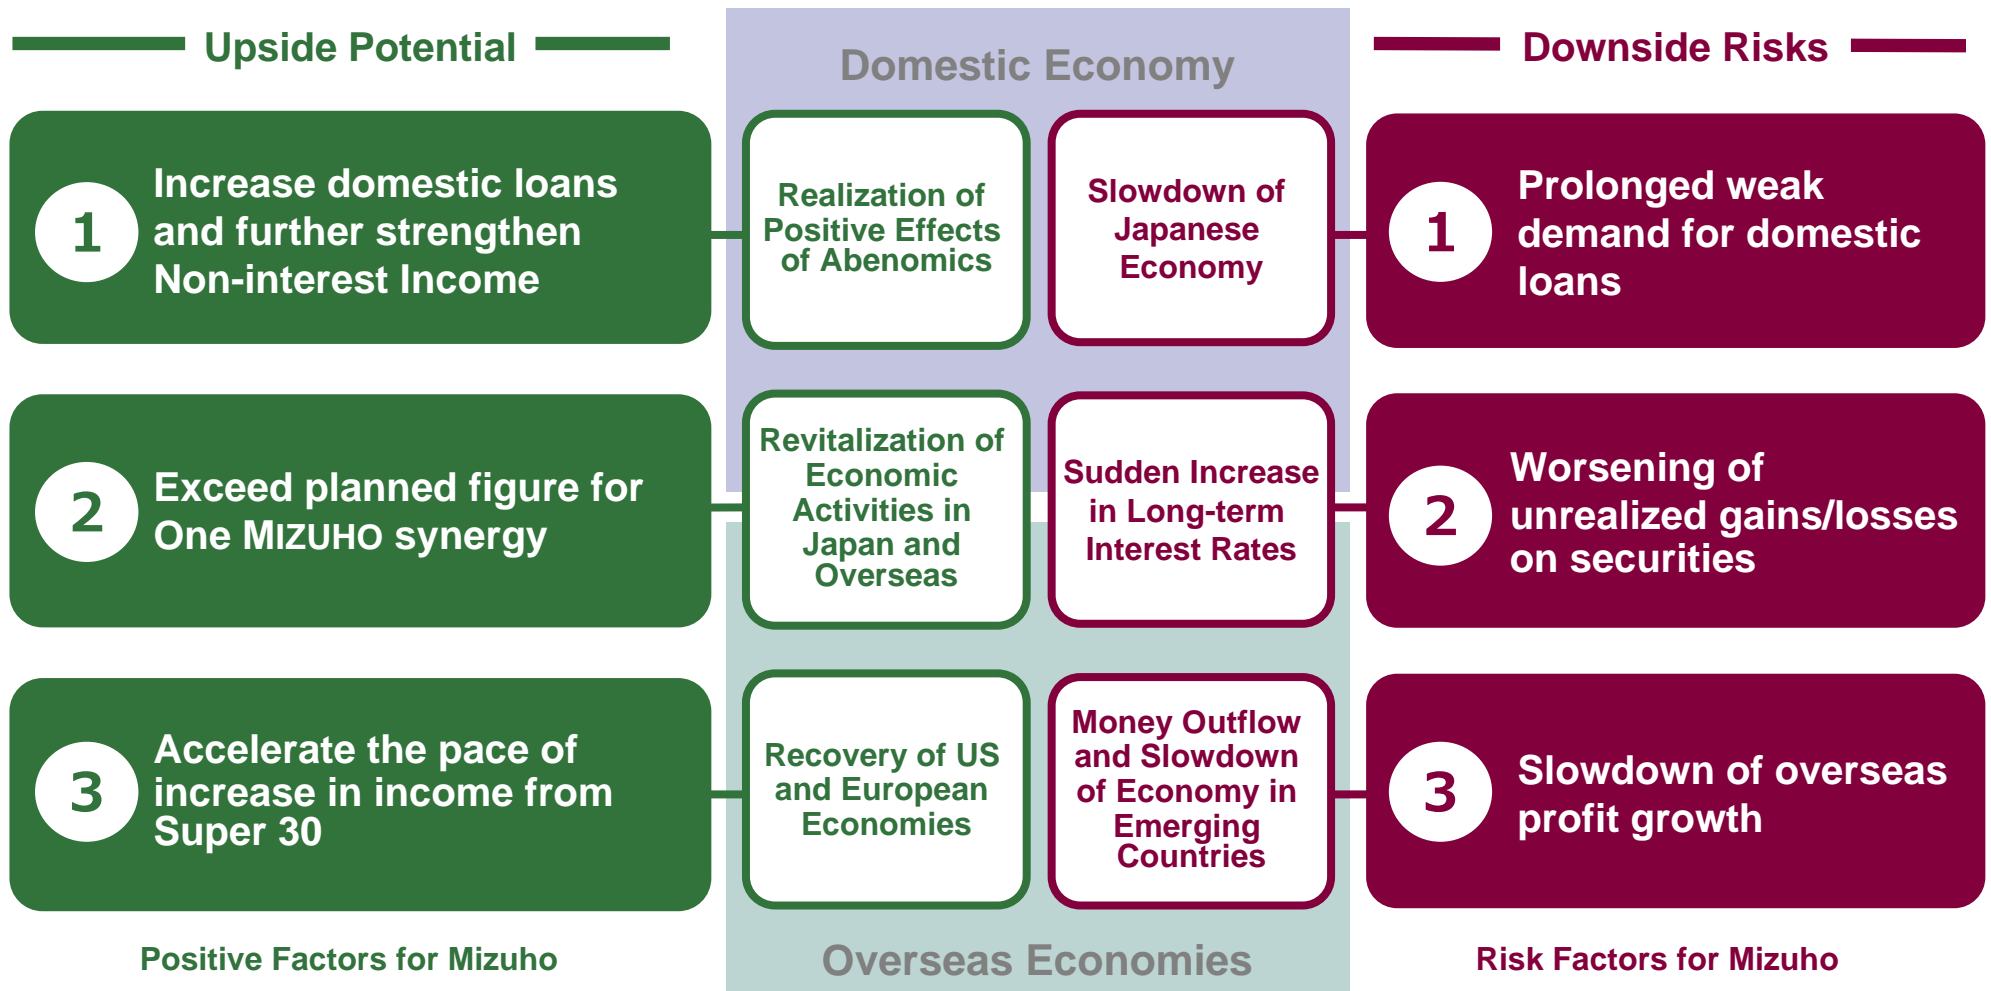 Upside Potential
Domestic Economy
Downside Risks
1
Increase domestic loans
and further strengthen
Non-interest Income
Realization of
Positive Effects
of Abenomics
Slowdown of
Japanese
Economy
1
Prolonged weak
demand for domestic
loans
2
Exceed planned figure for
One MIZUHO synergy
Revitalization of
Economic
Activities in
Japan and
Overseas
Sudden Increase
in Long-term
Interest Rates
2
Worsening of
unrealized gains/losses
on securities
3
Accelerate the pace of
increase in income from
Super 30
Recovery of US
and European
Economies
Money Outflow
and Slowdown
of Economy in
Emerging
Countries
3
Slowdown of overseas
profit growth
Positive Factors for Mizuho
Overseas Economies
Risk Factors for Mizuho